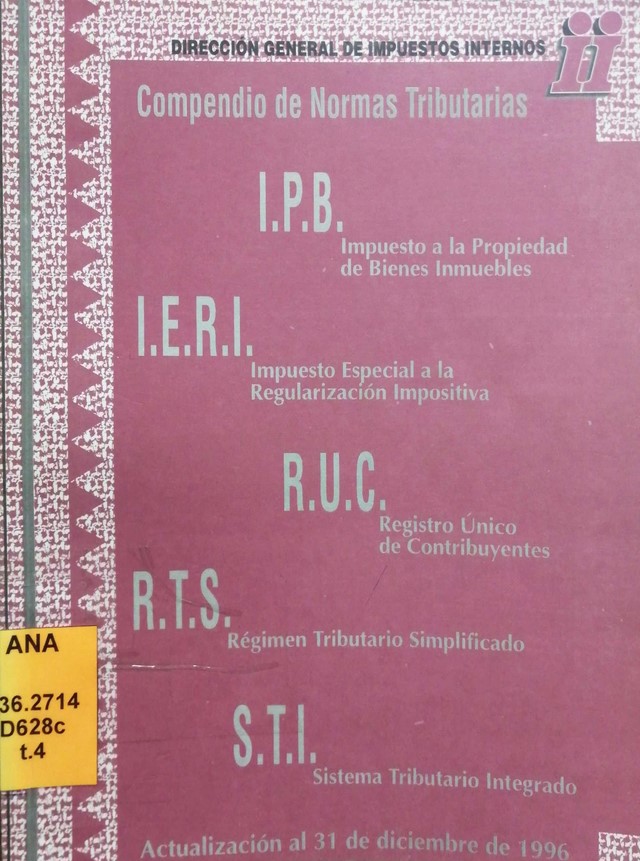 DIRECCIÓN GENERAL DE IMPUESTOS INTERNOS
ii
Compendio de Normas Tributarias
I.P.B.
Impuesto a la Propiedad
de Bienes Inmuebles
I.E.R.I.
Impuesto Especial a la
Regularización Impositiva
R.U.C.
Registro Único
de Contribuyentes
R.T.S.
Régimen Tributario Simplificado
ANA
36.2714
D628c
t.4
S.T.I.
Sistema Tributario Integrado
Actualización al 31 de diciembre de 1996